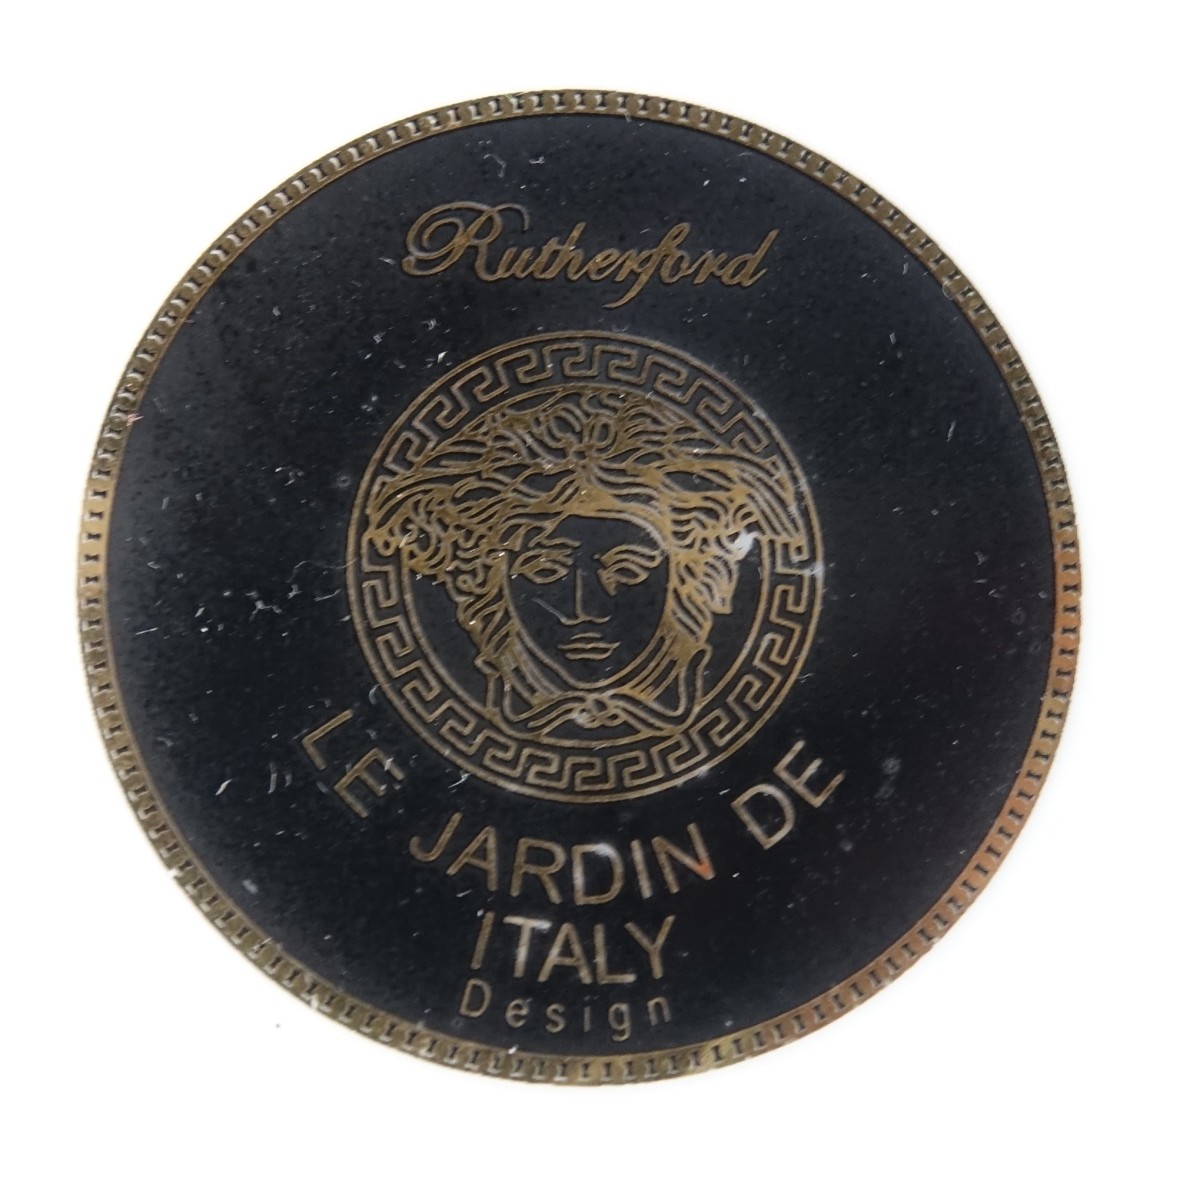 Rutherford
LE JARDIN DE
ITALY
Design